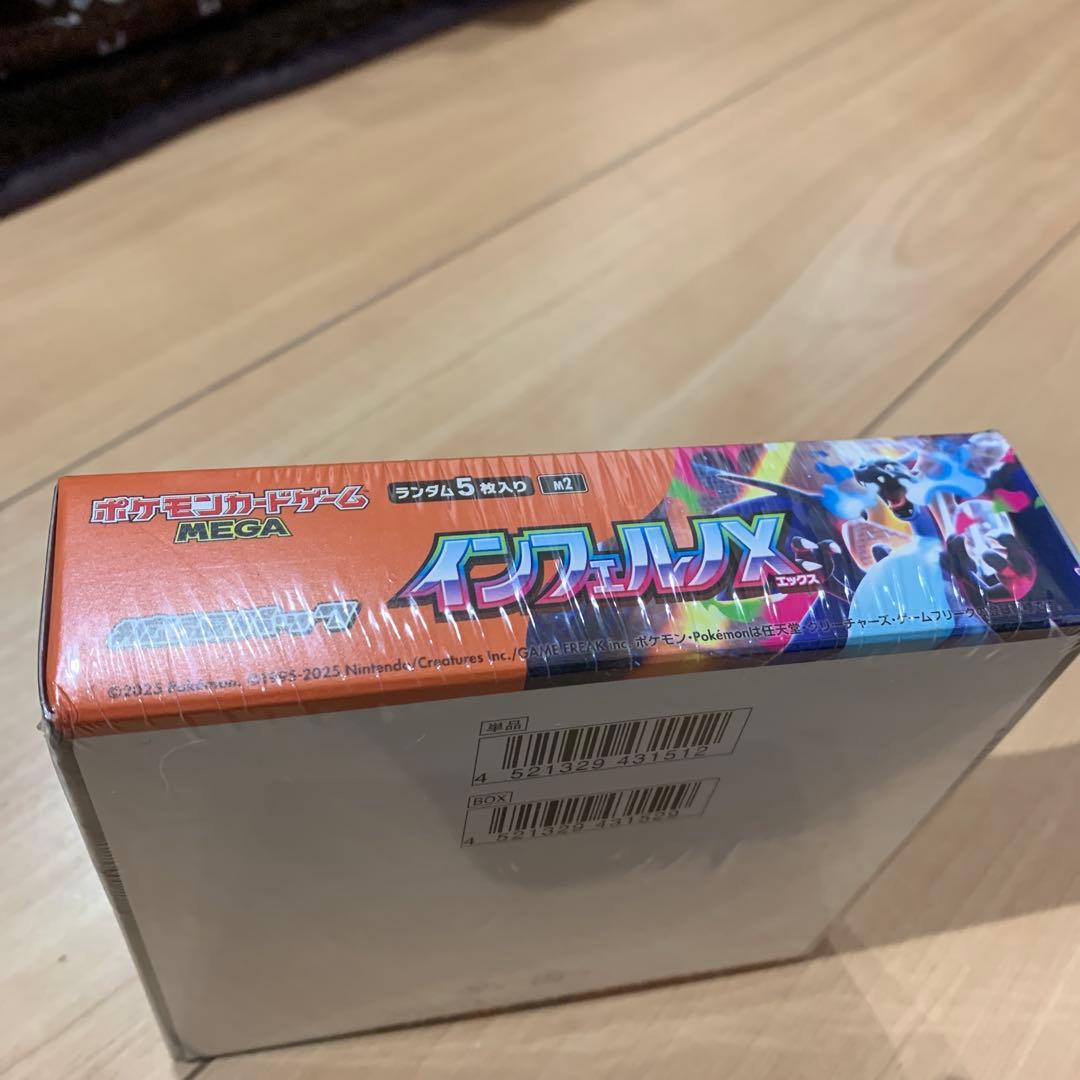 ポケモンカードゲーム
MEGA
ランダム5枚入り
M2
インフェルノX
エックス
©2025 Pokémon. ©1995-2025 Nintendo/Creatures Inc./GAME FREAK inc. ポケモン・Pokémonは任天堂・クリーチャーズ・ゲームフリークの
単品
4 521329 431512
BOX
4 521329 431529